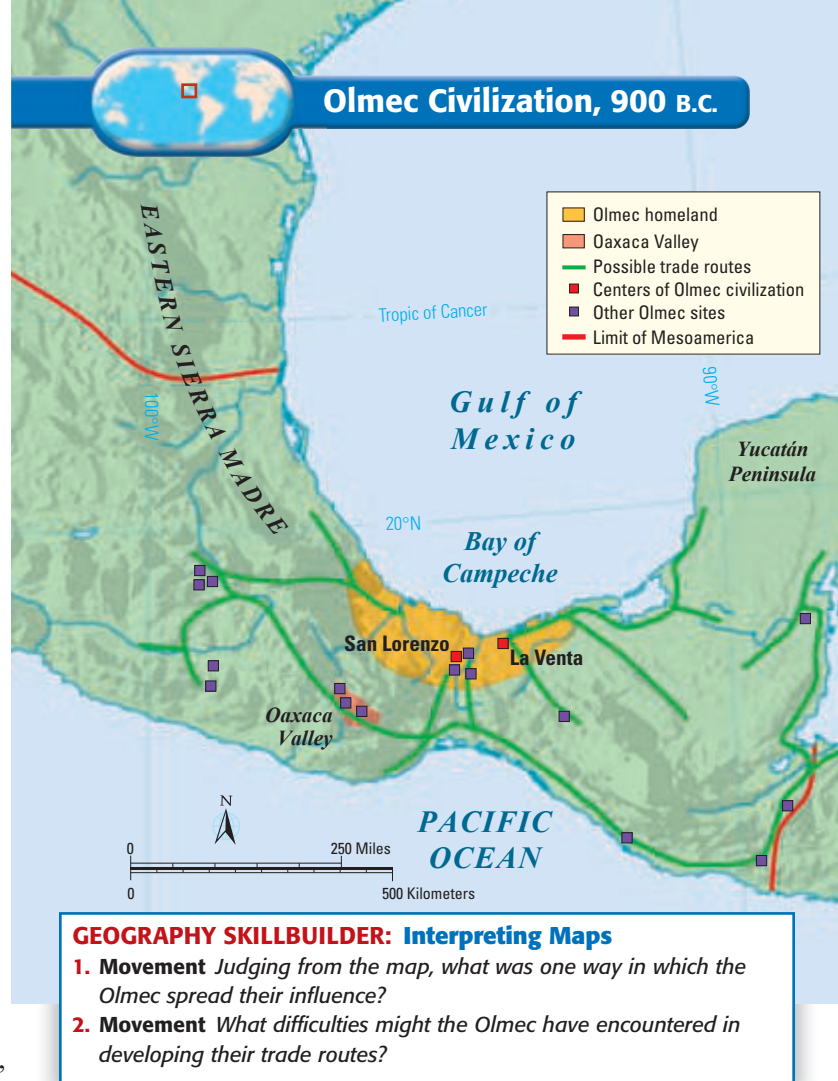 Olmec Civilization, 900 B.C.
Olmec homeland
Oaxaca Valley
Possible trade routes
Centers of Olmec civilization
Other Olmec sites
Limit of Mesoamerica
EASTERN SIERRA MADRE
Tropic of Cancer
100°W
90°W
Gulf of
Mexico
Yucatán
Peninsula
20°N
Bay of
Campeche
San Lorenzo
La Venta
Oaxaca
Valley
N
0
250 Miles
0
500 Kilometers
PACIFIC
OCEAN
GEOGRAPHY SKILLBUILDER: Interpreting Maps
1. Movement Judging from the map, what was one way in which the
Olmec spread their influence?
2. Movement What difficulties might the Olmec have encountered in
developing their trade routes?
,